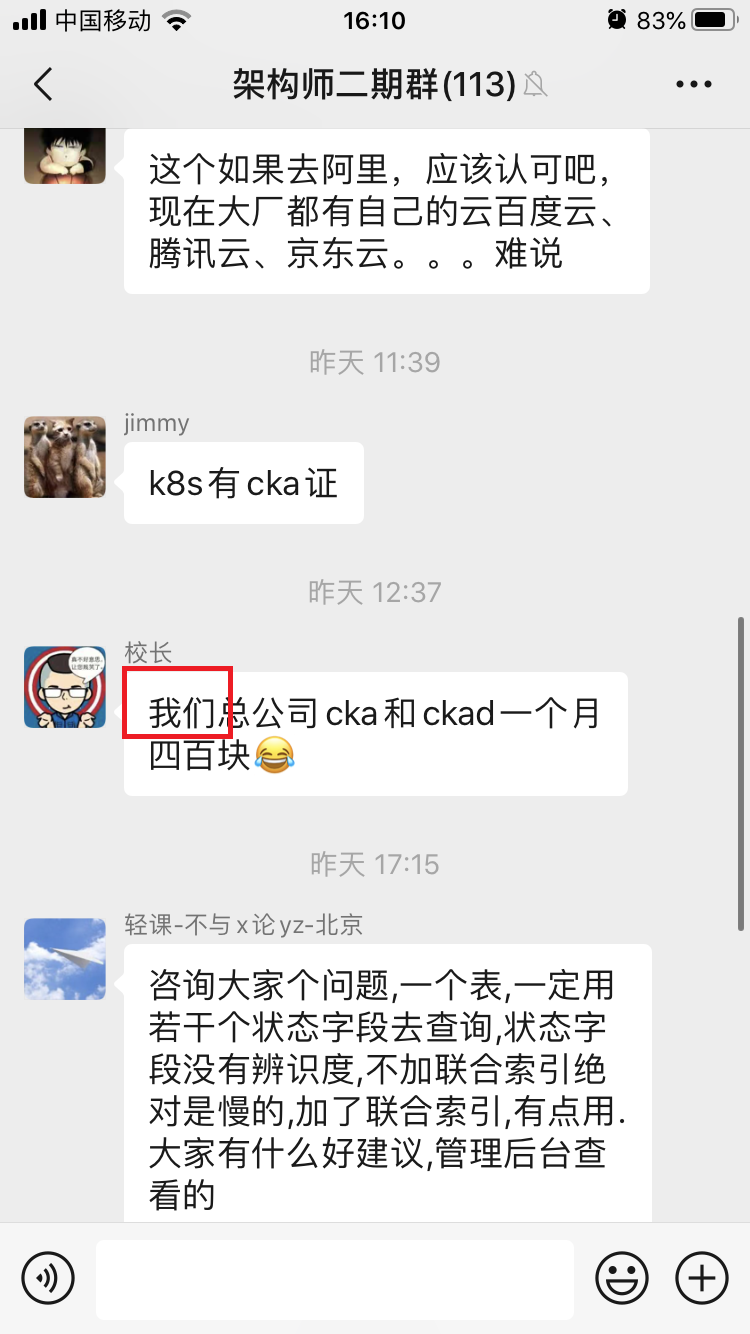 中国移动
16:10
83%
架构师二期群(113)
这个如果去阿里，应该认可吧，
现在大厂都有自己的云百度云、
腾讯云、京东云。。。难说
昨天 11:39
jimmy
k8s有cka证
昨天 12:37
校长
我们总公司cka和ckad一个月
四百块😂
昨天 17:15
轻课-不与x论yz-北京
咨询大家个问题,一个表,一定用
若干个状态字段去查询,状态字
段没有辨识度,不加联合索引绝
对是慢的,加了联合索引,有点用.
大家有什么好建议,管理后台查
看的